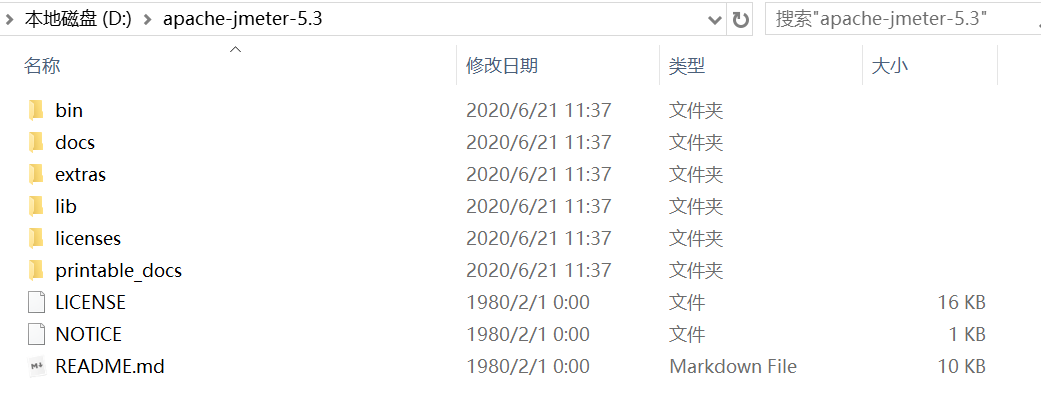 本地磁盘 (D:) apache-jmeter-5.3 搜索"apache-jmeter-5.3"
名称 修改日期 类型 大小
bin 2020/6/21 11:37 文件夹
docs 2020/6/21 11:37 文件夹
extras 2020/6/21 11:37 文件夹
lib 2020/6/21 11:37 文件夹
licenses 2020/6/21 11:37 文件夹
printable_docs 2020/6/21 11:37 文件夹
LICENSE 1980/2/1 0:00 文件 16 KB
NOTICE 1980/2/1 0:00 文件 1 KB
README.md 1980/2/1 0:00 Markdown File 10 KB